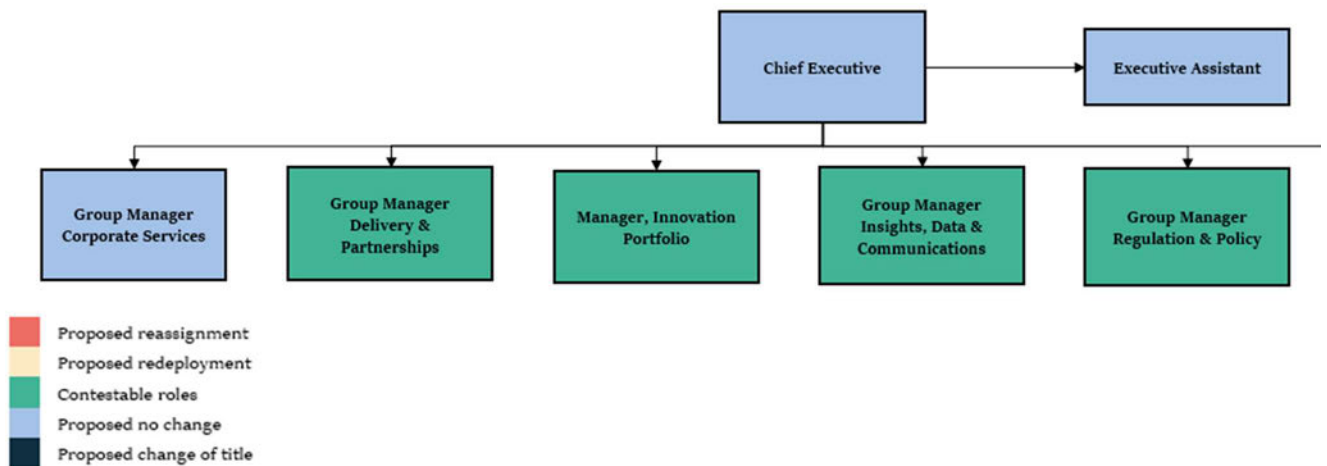 Chief Executive
Executive Assistant
Group Manager
Corporate Services
Group Manager
Delivery &
Partnerships
Manager, Innovation
Portfolio
Group Manager
Insights, Data &
Communications
Group Manager
Regulation & Policy
Proposed reassignment
Proposed redeployment
Contestable roles
Proposed no change
Proposed change of title